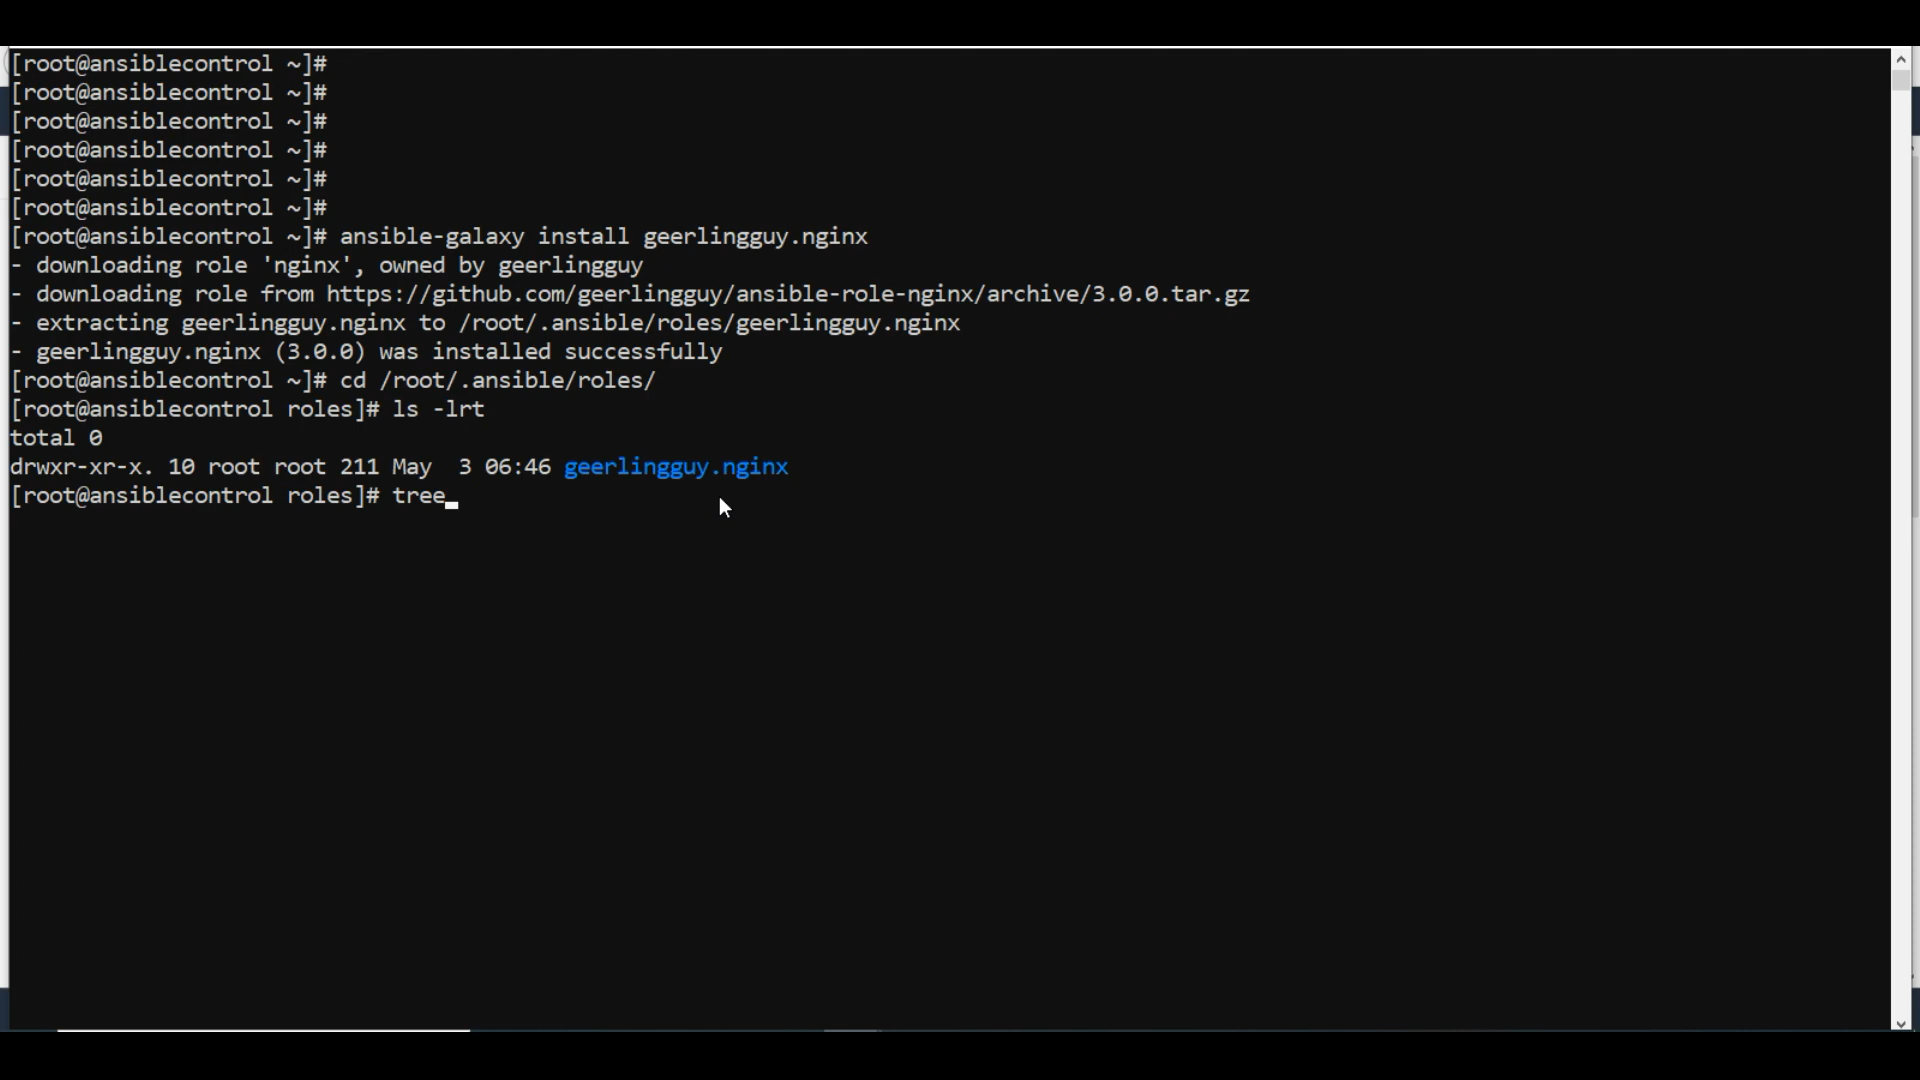 [root@ansiblecontrol ~]#
[root@ansiblecontrol ~]#
[root@ansiblecontrol ~]#
[root@ansiblecontrol ~]#
[root@ansiblecontrol ~]#
[root@ansiblecontrol ~]#
[root@ansiblecontrol ~]# ansible-galaxy install geerlingguy.nginx
- downloading role 'nginx', owned by geerlingguy
- downloading role from https://github.com/geerlingguy/ansible-role-nginx/archive/3.0.0.tar.gz
- extracting geerlingguy.nginx to /root/.ansible/roles/geerlingguy.nginx
- geerlingguy.nginx (3.0.0) was installed successfully
[root@ansiblecontrol ~]# cd /root/.ansible/roles/
[root@ansiblecontrol roles]# ls -lrt
total 0
drwxr-xr-x. 10 root root 211 May  3 06:46 geerlingguy.nginx
[root@ansiblecontrol roles]# tree